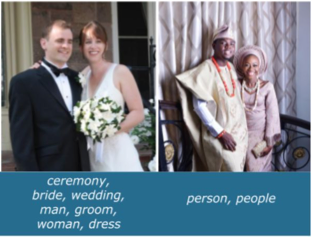 ceremony,
bride, wedding,
man, groom,
woman, dress
person, people